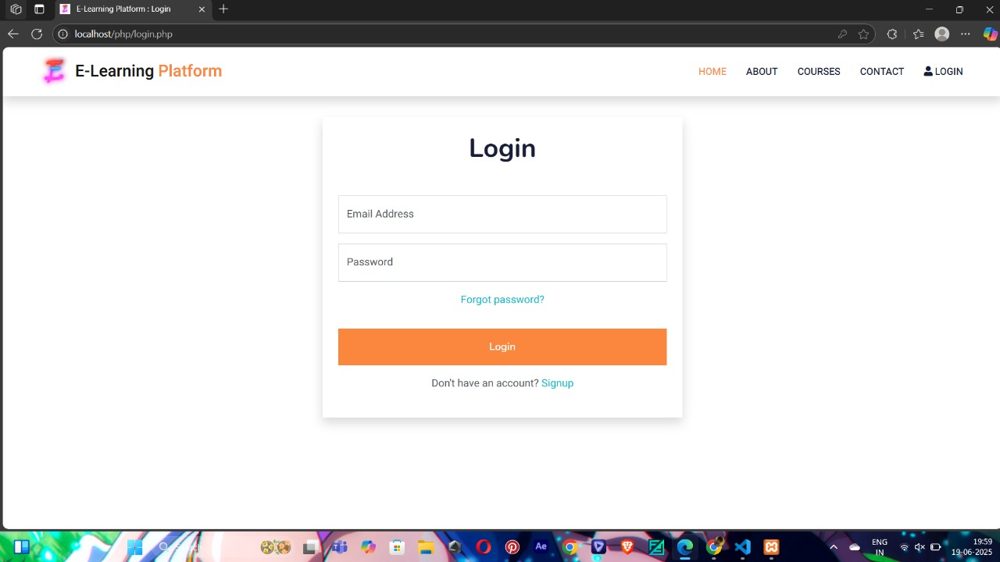 E-Learning Platform : Login
localhost/php/login.php
E-Learning Platform
HOME ABOUT COURSES CONTACT LOGIN
Login
Email Address
Password
Forgot password?
Login
Don't have an account? Signup
Ae
ENG
IN
19:59
19-06-2025